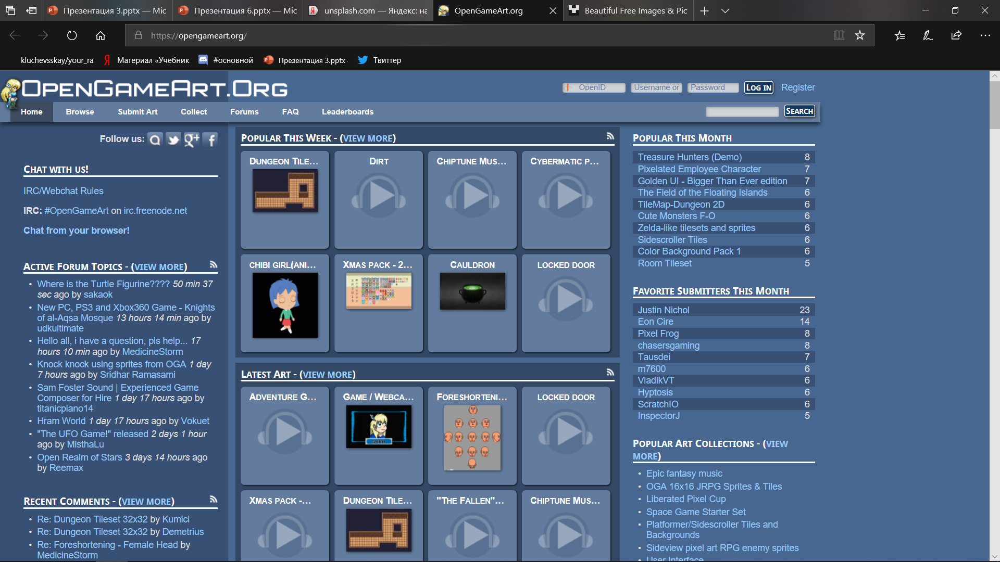 Презентация 3.pptx — Mic
Презентация 6.pptx — Mic
unsplash.com — Яндекс: на
OpenGameArt.org
Beautiful Free Images & Pic
https://opengameart.org/
kluchevsskay/your_ra
Материал «Учебник
#основной
Презентация 3.pptx ·
Твиттер
OpenGameArt.Org
OpenID
Username or
Password
Log in
Register
Home
Browse
Submit Art
Collect
Forums
FAQ
Leaderboards
Search
Follow us:
Chat with us!
IRC/Webchat Rules
IRC: #OpenGameArt on irc.freenode.net
Chat from your browser!
Active Forum Topics - (view more)
• Where is the Turtle Figurine???? 50 min 37
sec ago by sakaok
• New PC, PS3 and Xbox360 Game - Knights
of al-Aqsa Mosque 13 hours 14 min ago by
udkultimate
• Hello all, i have a question, pls help... 17
hours 10 min ago by MedicineStorm
• Knock knock using sprites from OGA 1 day
7 hours ago by Sridhar Ramasami
• Sam Foster Sound | Experienced Game
Composer for Hire 1 day 17 hours ago by
titanicpiano14
• Hram World 1 day 17 hours ago by Vokuet
• "The UFO Game!" released 2 days 1 hour
ago by MisthaLu
• Open Realm of Stars 3 days 14 hours ago
by Reemax
Recent Comments - (view more)
• Re: Dungeon Tileset 32x32 by Kumici
• Re: Dungeon Tileset 32x32 by Demetrius
• Re: Foreshortening - Female Head by
MedicineStorm
Popular This Week - (view more)
Dungeon Tile...
Dirt
Chiptune Mus...
Cybermatic P...
chibi girl(ani...
Xmas pack - 2...
Cauldron
locked door
Latest Art - (view more)
Adventure G...
Game / Webca...
Foreshorteni...
locked door
Xmas pack -...
Dungeon Tile...
"The Fallen"...
Chiptune Mus...
Popular This Month
Treasure Hunters (Demo) 8
Pixelated Employee Character 7
Golden UI - Bigger Than Ever edition 7
The Field of the Floating Islands 6
TileMap-Dungeon 2D 6
Cute Monsters F-O 6
Zelda-like tilesets and sprites 6
Sidescroller Tiles 6
Color Background Pack 1 6
Room Tileset 5
Favorite Submitters This Month
Justin Nichol 23
Eon Cire 14
Pixel Frog 8
chasersgaming 8
Tausdei 7
m7600 6
VladikVT 6
Hyptosis 6
ScratchIO 6
InspectorJ 5
Popular Art Collections - (view
more)
• Epic fantasy music
• OGA 16x16 JRPG Sprites & Tiles
• Liberated Pixel Cup
• Space Game Starter Set
• Platformer/Sidescroller Tiles and
Backgrounds
• Sideview pixel art RPG enemy sprites
• User Interface